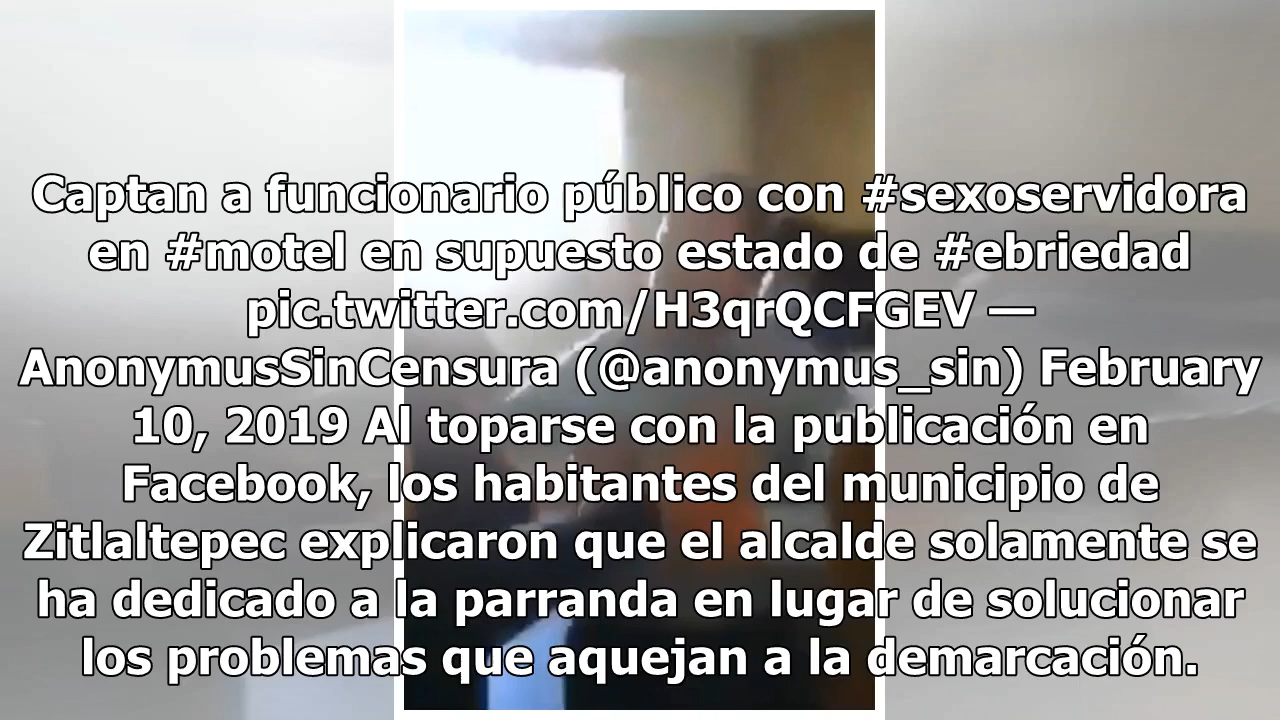 Captan a funcionario público con #sexoservidora
en #motel en supuesto estado de #ebriedad
pic.twitter.com/H3qrQCFGEV —
AnonymusSinCensura (@anonymus_sin) February
10, 2019 Al toparse con la publicación en
Facebook, los habitantes del municipio de
Zitlaltepec explicaron que el alcalde solamente se
ha dedicado a la parranda en lugar de solucionar
los problemas que aquejan a la demarcación.